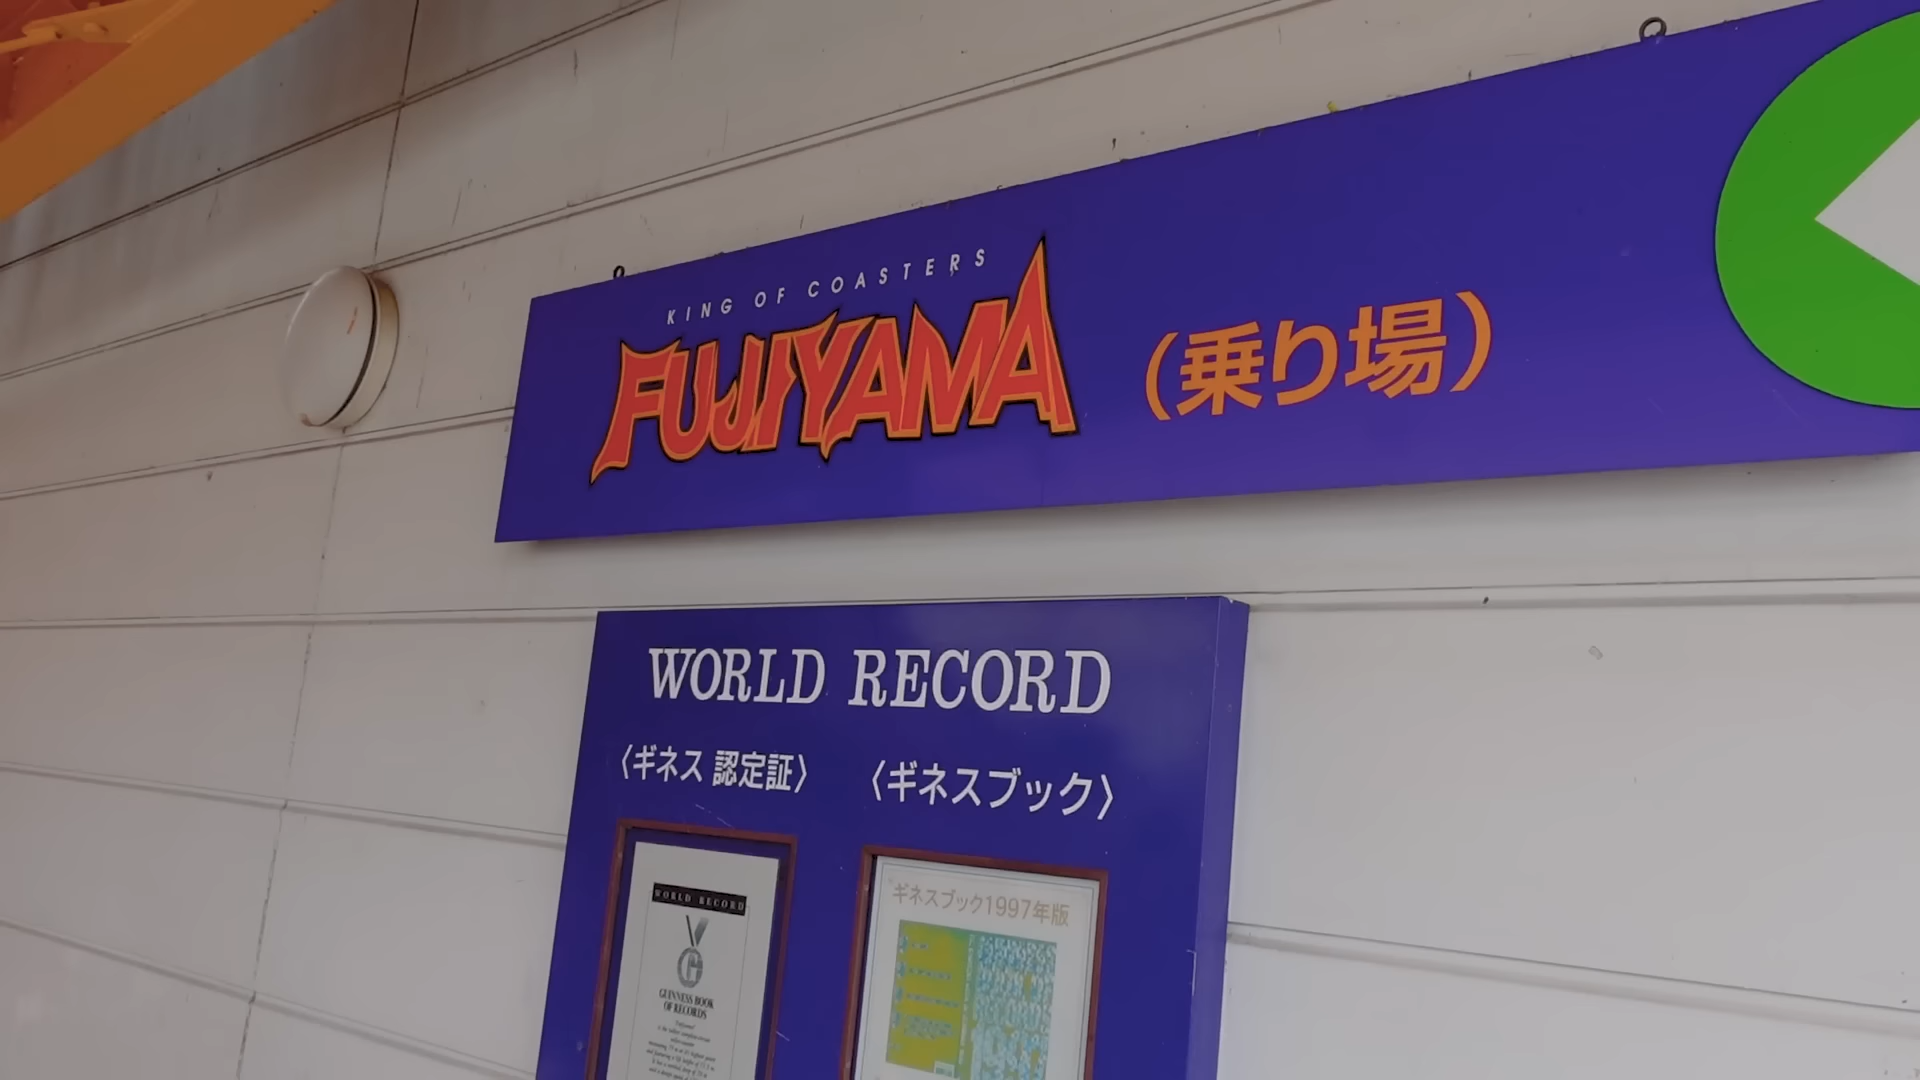 KING OF COASTERS
FUJIYAMA
（乗り場）
WORLD RECORD
〈ギネス 認定証〉
〈ギネスブック〉
WORLD RECORD
GUINNESS BOOK
OF RECORDS
ギネスブック1997年版